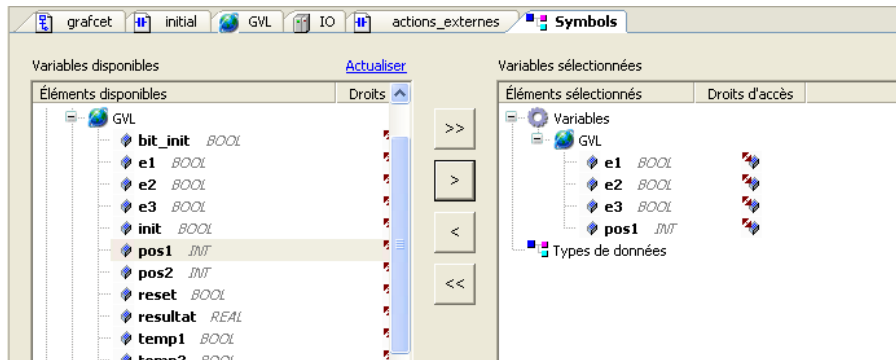 grafcet initial GVL IO actions_externes Symbols
Variables disponibles Actualiser
Éléments disponibles Droits
GVL
bit_init BOOL
e1 BOOL
e2 BOOL
e3 BOOL
init BOOL
pos1 INT
pos2 INT
reset BOOL
resultat REAL
temp1 BOOL
temp2 BOOL
>>
>
<
<<
Variables sélectionnées
Éléments sélectionnés Droits d'accès
Variables
GVL
e1 BOOL
e2 BOOL
e3 BOOL
pos1 INT
Types de données